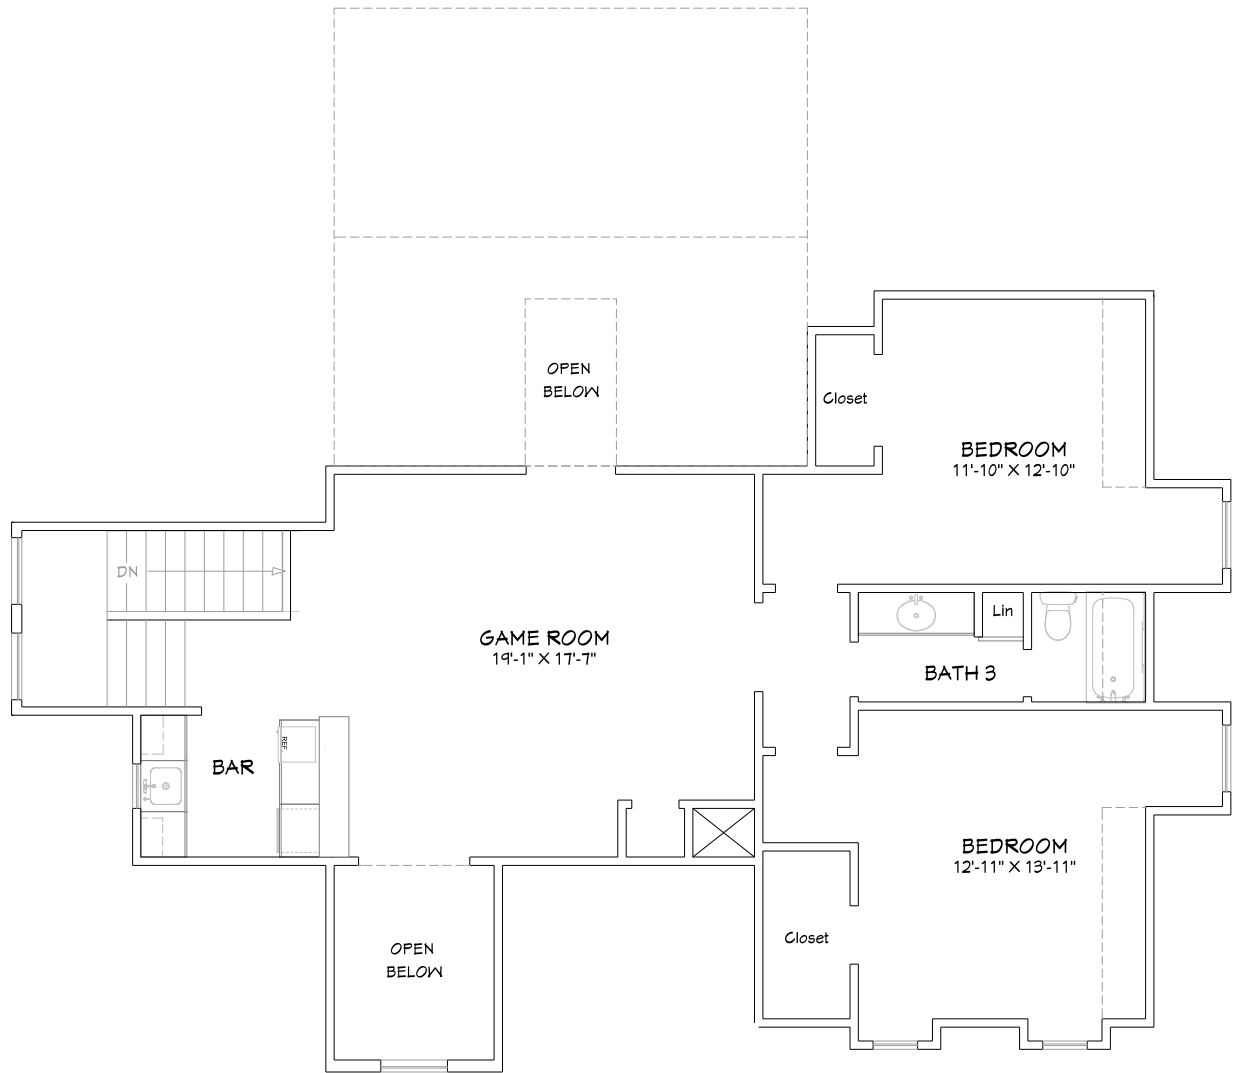 OPEN
BELOW
Closet
BEDROOM
11'-10" X 12'-10"
DN
Lin
GAME ROOM
19'-1" X 17'-7"
BATH 3
REF.
BAR
BEDROOM
12'-11" X 13'-11"
Closet
OPEN
BELOW